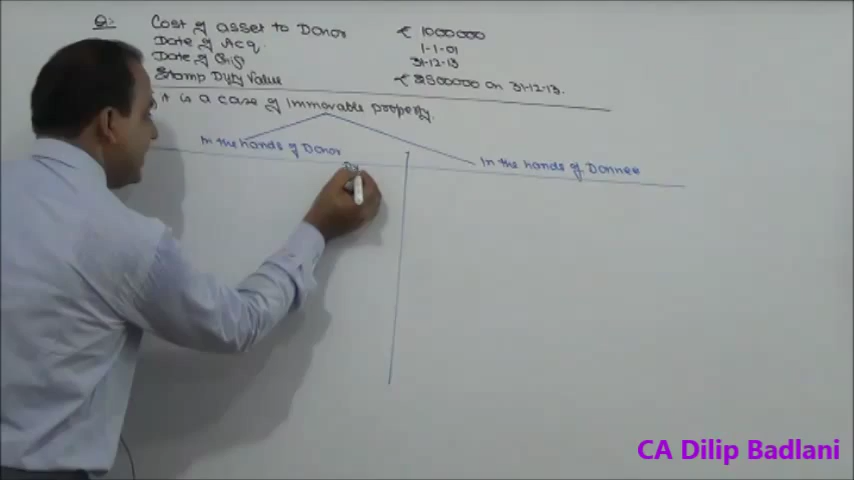 Q:- Cost of asset to Donor ₹ 1000000
Date of Acq. 1-1-01
Date of Gift 31-12-13
Stamp Duty Value ₹ 2500000 on 31-12-13.
it is a case of Immovable property.
In the hands of Donor
In the hands of Donnee
CA Dilip Badlani